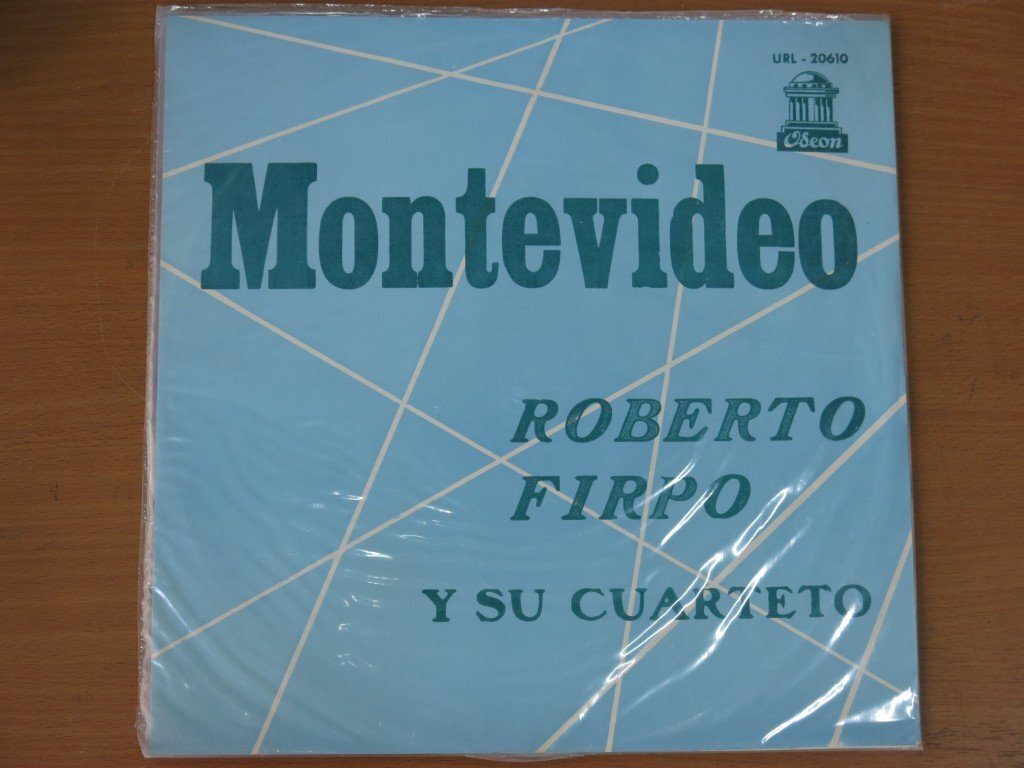 URL - 20610
Odeon
Montevideo
ROBERTO
FIRPO
Y SU CUARTETO